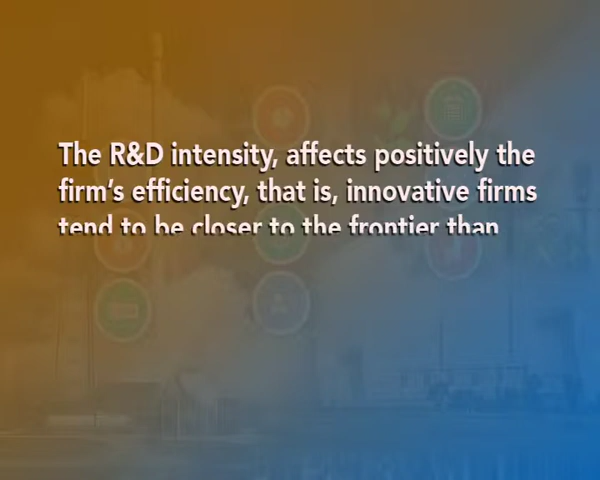 The R&D intensity, affects positively the
firm's efficiency, that is, innovative firms
tend to be closer to the frontier than